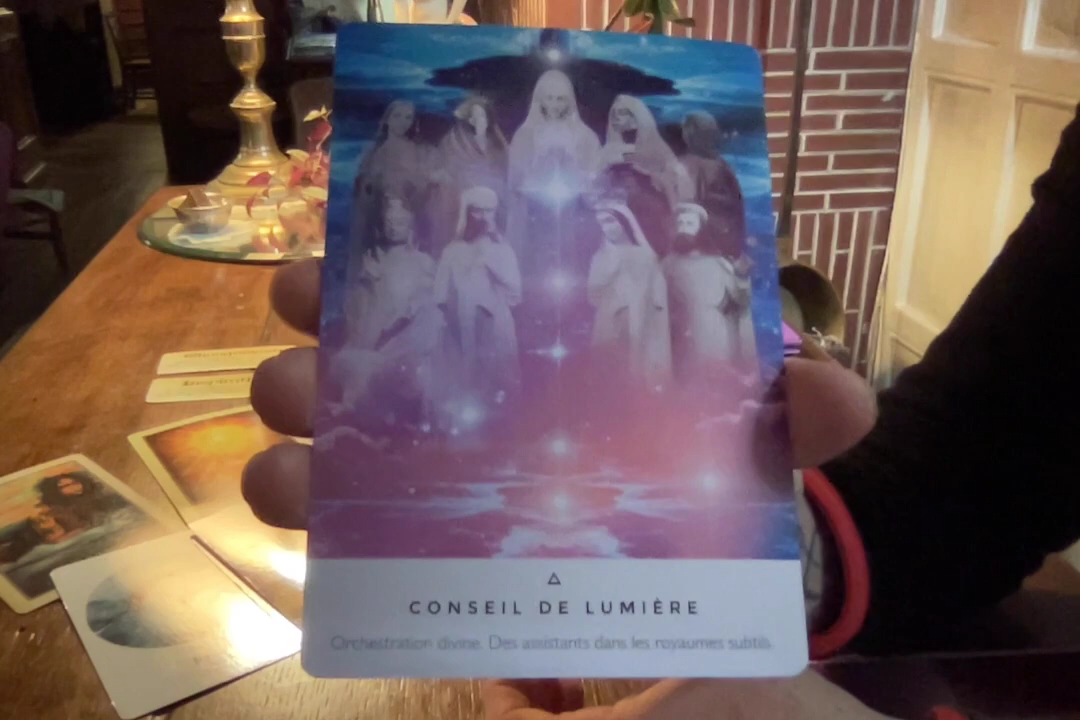 CONSEIL DE LUMIÈRE
Orchestration divine. Des assistants dans les royaumes subtils.